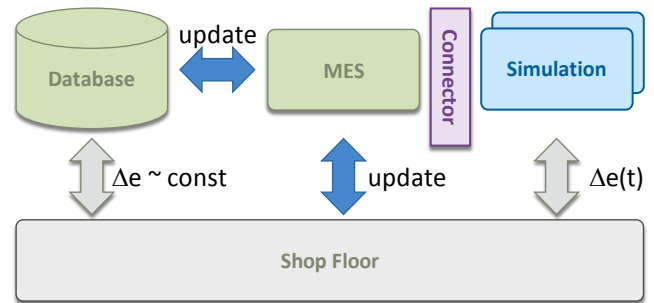 update
Database
MES
Connector
Simulation
Δe ~ const
update
Δe(t)
Shop Floor